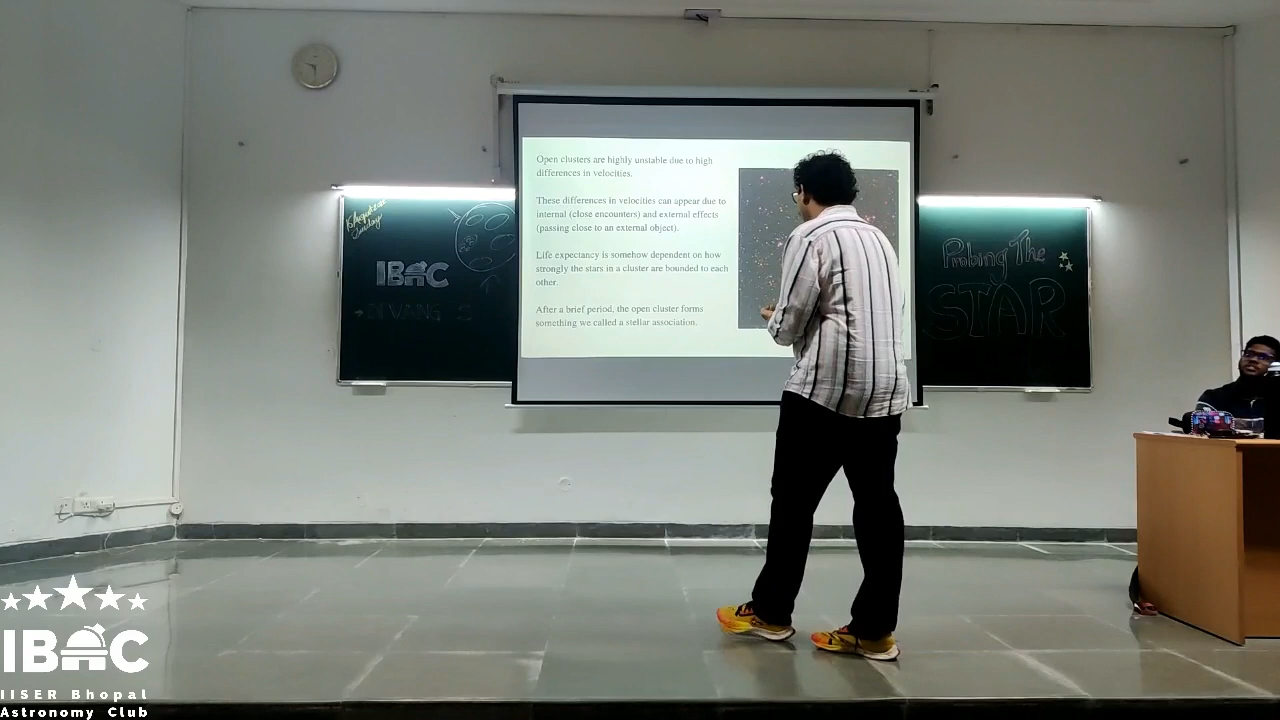 Open clusters are highly unstable due to high
differences in velocities.
These differences in velocities can appear due to
internal (close encounters) and external effects
(passing close to an external object).
Life expectancy is somehow dependent on how
strongly the stars in a cluster are bounded to each
other.
After a brief period, the open cluster forms
something we called a stellar association.
IBAC
DEVANG S
Probing The
STAR
IBAC
IISER Bhopal
Astronomy Club